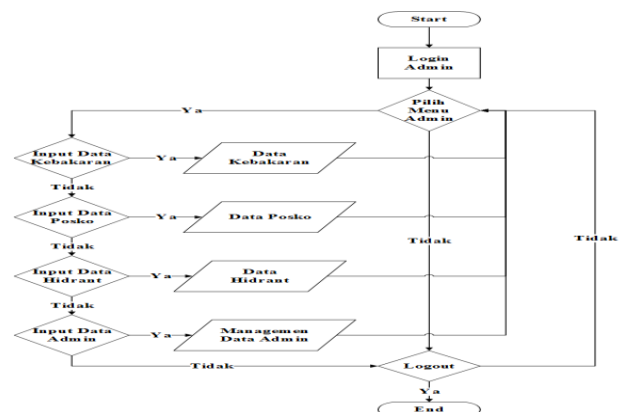 Start
Login
Admin
Pilih
Menu
Admin
Ya
Input Data
Kebakaran
Ya
Data
Kebakaran
Tidak
Input Data
Posko
Ya
Data Posko
Tidak
Tidak
Tidak
Input Data
Hidrant
Ya
Data
Hidrant
Tidak
Input Data
Admin
Ya
Managemen
Data Admin
Tidak
Logout
Ya
End